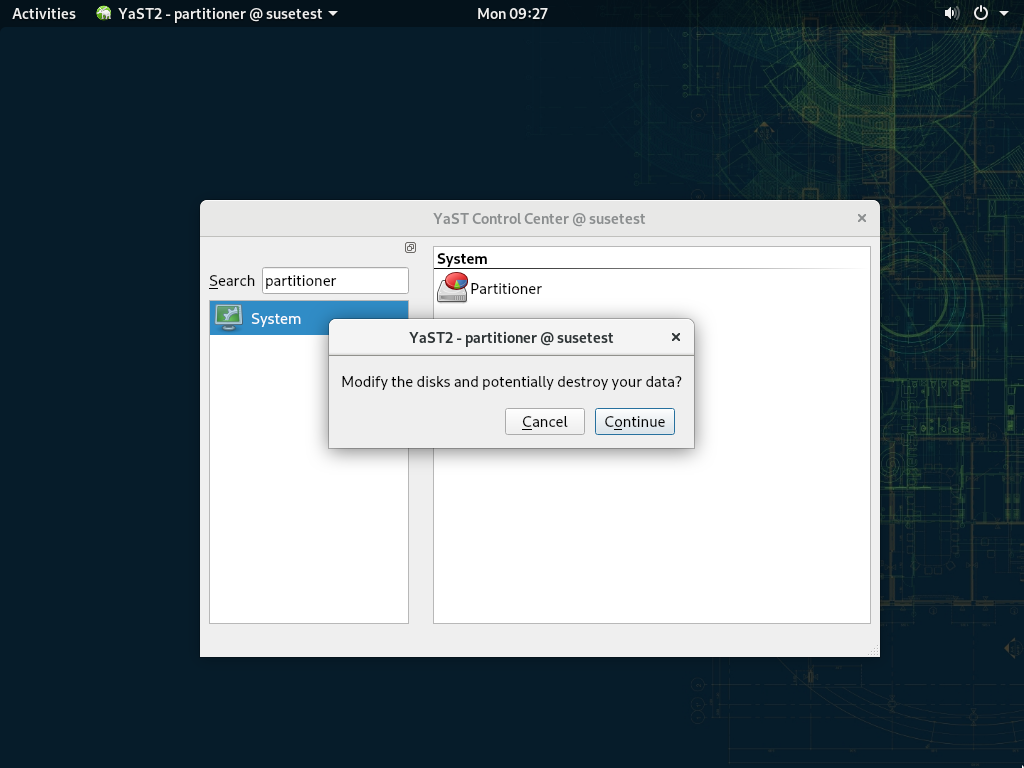 Activities YaST2 - partitioner @ susetest Mon 09:27
YaST Control Center @ susetest
Search partitioner
System
System
Partitioner
YaST2 - partitioner @ susetest
Modify the disks and potentially destroy your data?
Cancel Continue